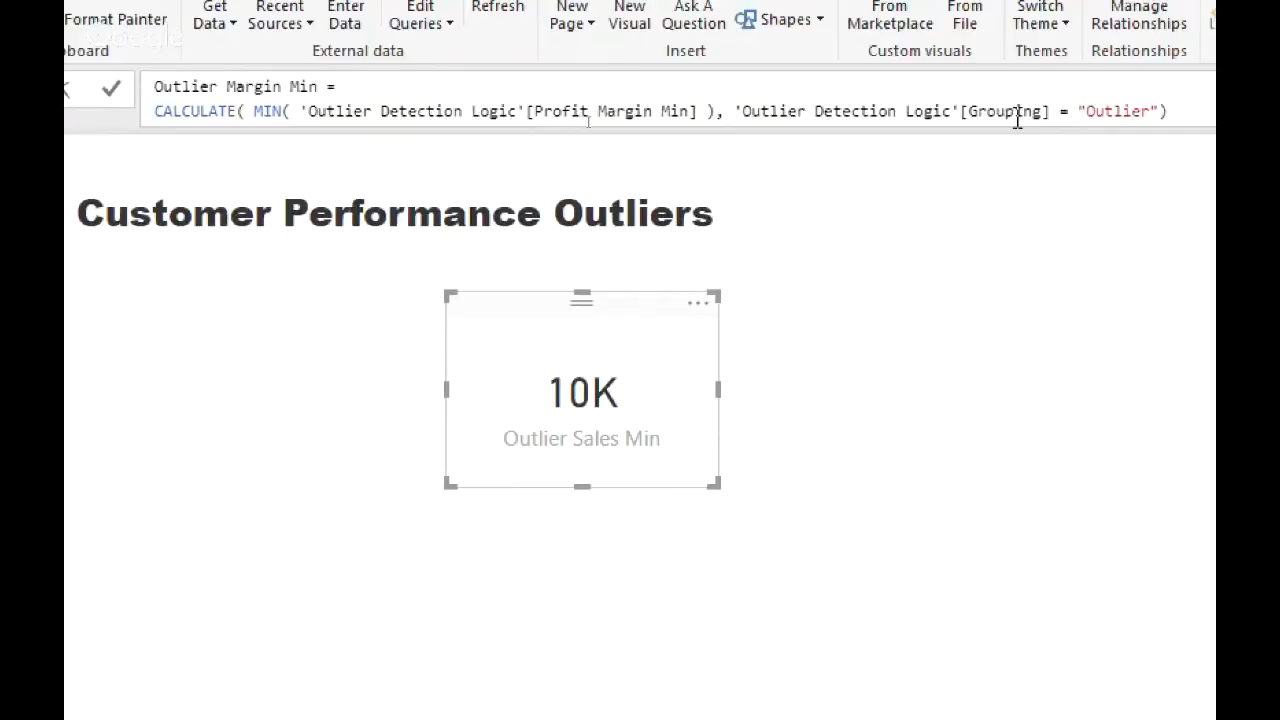 Format Painter
board
Get Data
Recent Sources
Enter Data
Edit Queries
Refresh
External data
New Page
New Visual
Ask A Question
Shapes
Insert
From Marketplace
From File
Custom visuals
Switch Theme
Themes
Manage Relationships
Relationships
Outlier Margin Min =
CALCULATE( MIN( 'Outlier Detection Logic'[Profit Margin Min] ), 'Outlier Detection Logic'[Grouping] = "Outlier")
Customer Performance Outliers
10K
Outlier Sales Min